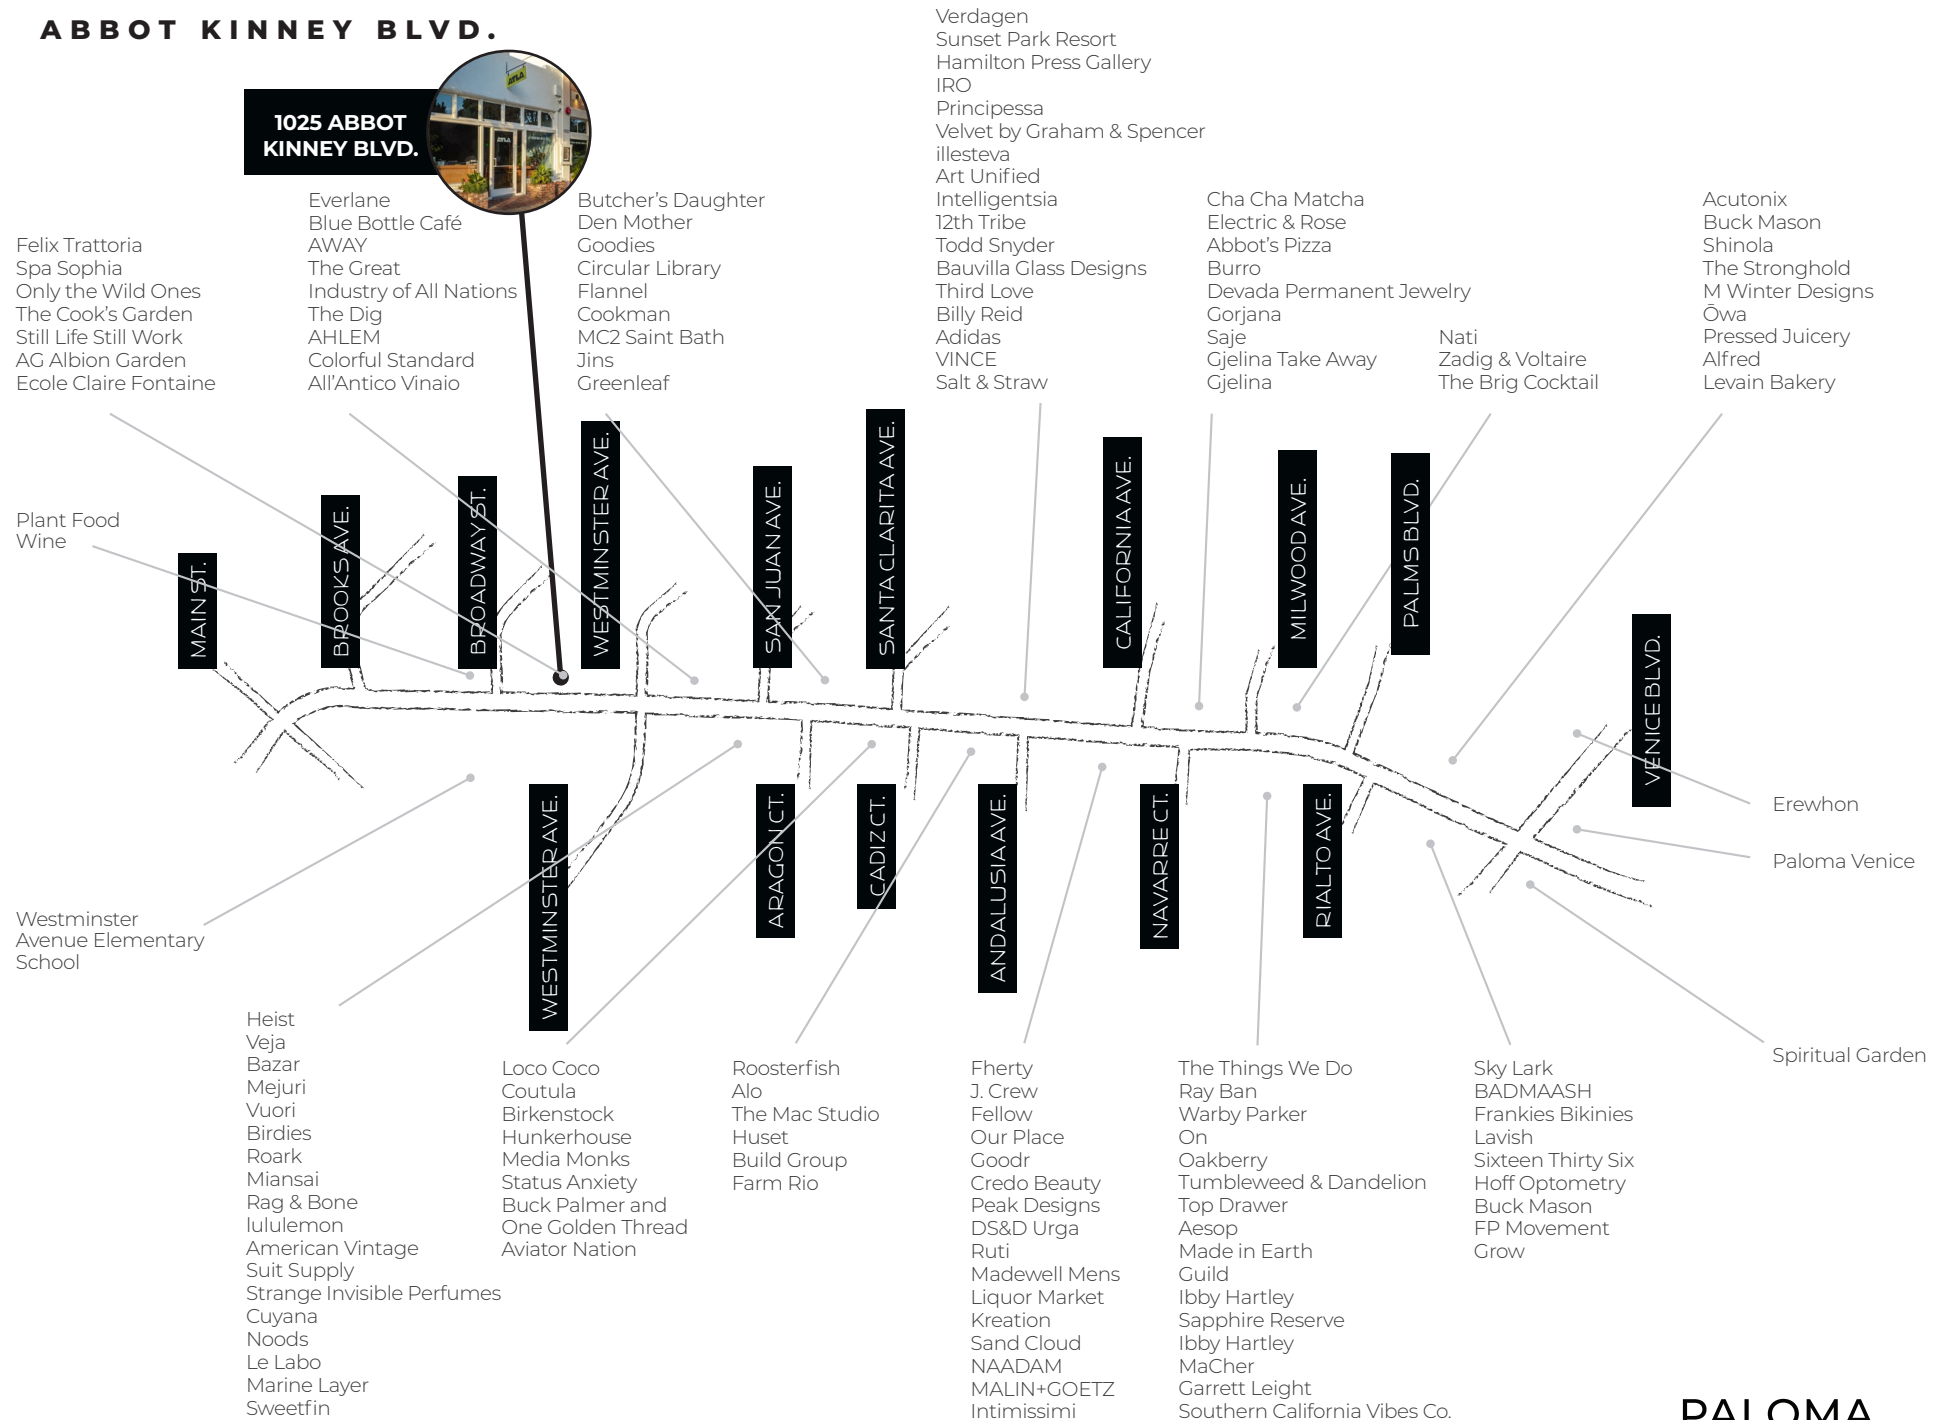 ABBOT KINNEY BLVD.
1025 ABBOT
KINNEY BLVD.
ATLA
ATLA
Felix Trattoria
Spa Sophia
Only the Wild Ones
The Cook's Garden
Still Life Still Work
AG Albion Garden
Ecole Claire Fontaine
Everlane
Blue Bottle Café
AWAY
The Great
Industry of All Nations
The Dig
AHLEM
Colorful Standard
All'Antico Vinaio
Butcher's Daughter
Den Mother
Goodies
Circular Library
Flannel
Cookman
MC2 Saint Bath
Jins
Greenleaf
Verdagen
Sunset Park Resort
Hamilton Press Gallery
IRO
Principessa
Velvet by Graham & Spencer
illesteva
Art Unified
Intelligentsia
12th Tribe
Todd Snyder
Bauvilla Glass Designs
Third Love
Billy Reid
Adidas
VINCE
Salt & Straw
Cha Cha Matcha
Electric & Rose
Abbot's Pizza
Burro
Devada Permanent Jewelry
Gorjana
Saje
Gjelina Take Away
Gjelina
Nati
Zadig & Voltaire
The Brig Cocktail
Acutonix
Buck Mason
Shinola
The Stronghold
M Winter Designs
Ōwa
Pressed Juicery
Alfred
Levain Bakery
Plant Food
Wine
MAIN ST.
BROOKS AVE.
BROADWAY ST.
WESTMINSTER AVE.
SAN JUAN AVE.
SANTA CLARITA AVE.
CALIFORNIA AVE.
MILWOOD AVE.
PALMS BLVD.
VENICE BLVD.
WESTMINSTER AVE.
ARAGON CT.
CADIZ CT.
ANDALUSIA AVE.
NAVARRE CT.
RIALTO AVE.
Erewhon
Paloma Venice
Spiritual Garden
Westminster
Avenue Elementary
School
Heist
Veja
Bazar
Mejuri
Vuori
Birdies
Roark
Miansai
Rag & Bone
lululemon
American Vintage
Suit Supply
Strange Invisible Perfumes
Cuyana
Noods
Le Labo
Marine Layer
Sweetfin
Loco Coco
Coutula
Birkenstock
Hunkerhouse
Media Monks
Status Anxiety
Buck Palmer and
One Golden Thread
Aviator Nation
Roosterfish
Alo
The Mac Studio
Huset
Build Group
Farm Rio
Fherty
J. Crew
Fellow
Our Place
Goodr
Credo Beauty
Peak Designs
DS&D Urga
Ruti
Madewell Mens
Liquor Market
Kreation
Sand Cloud
NAADAM
MALIN+GOETZ
Intimissimi
The Things We Do
Ray Ban
Warby Parker
On
Oakberry
Tumbleweed & Dandelion
Top Drawer
Aesop
Made in Earth
Guild
Ibby Hartley
Sapphire Reserve
Ibby Hartley
MaCher
Garrett Leight
Southern California Vibes Co.
Sky Lark
BADMAASH
Frankies Bikinies
Lavish
Sixteen Thirty Six
Hoff Optometry
Buck Mason
FP Movement
Grow
PALOMA